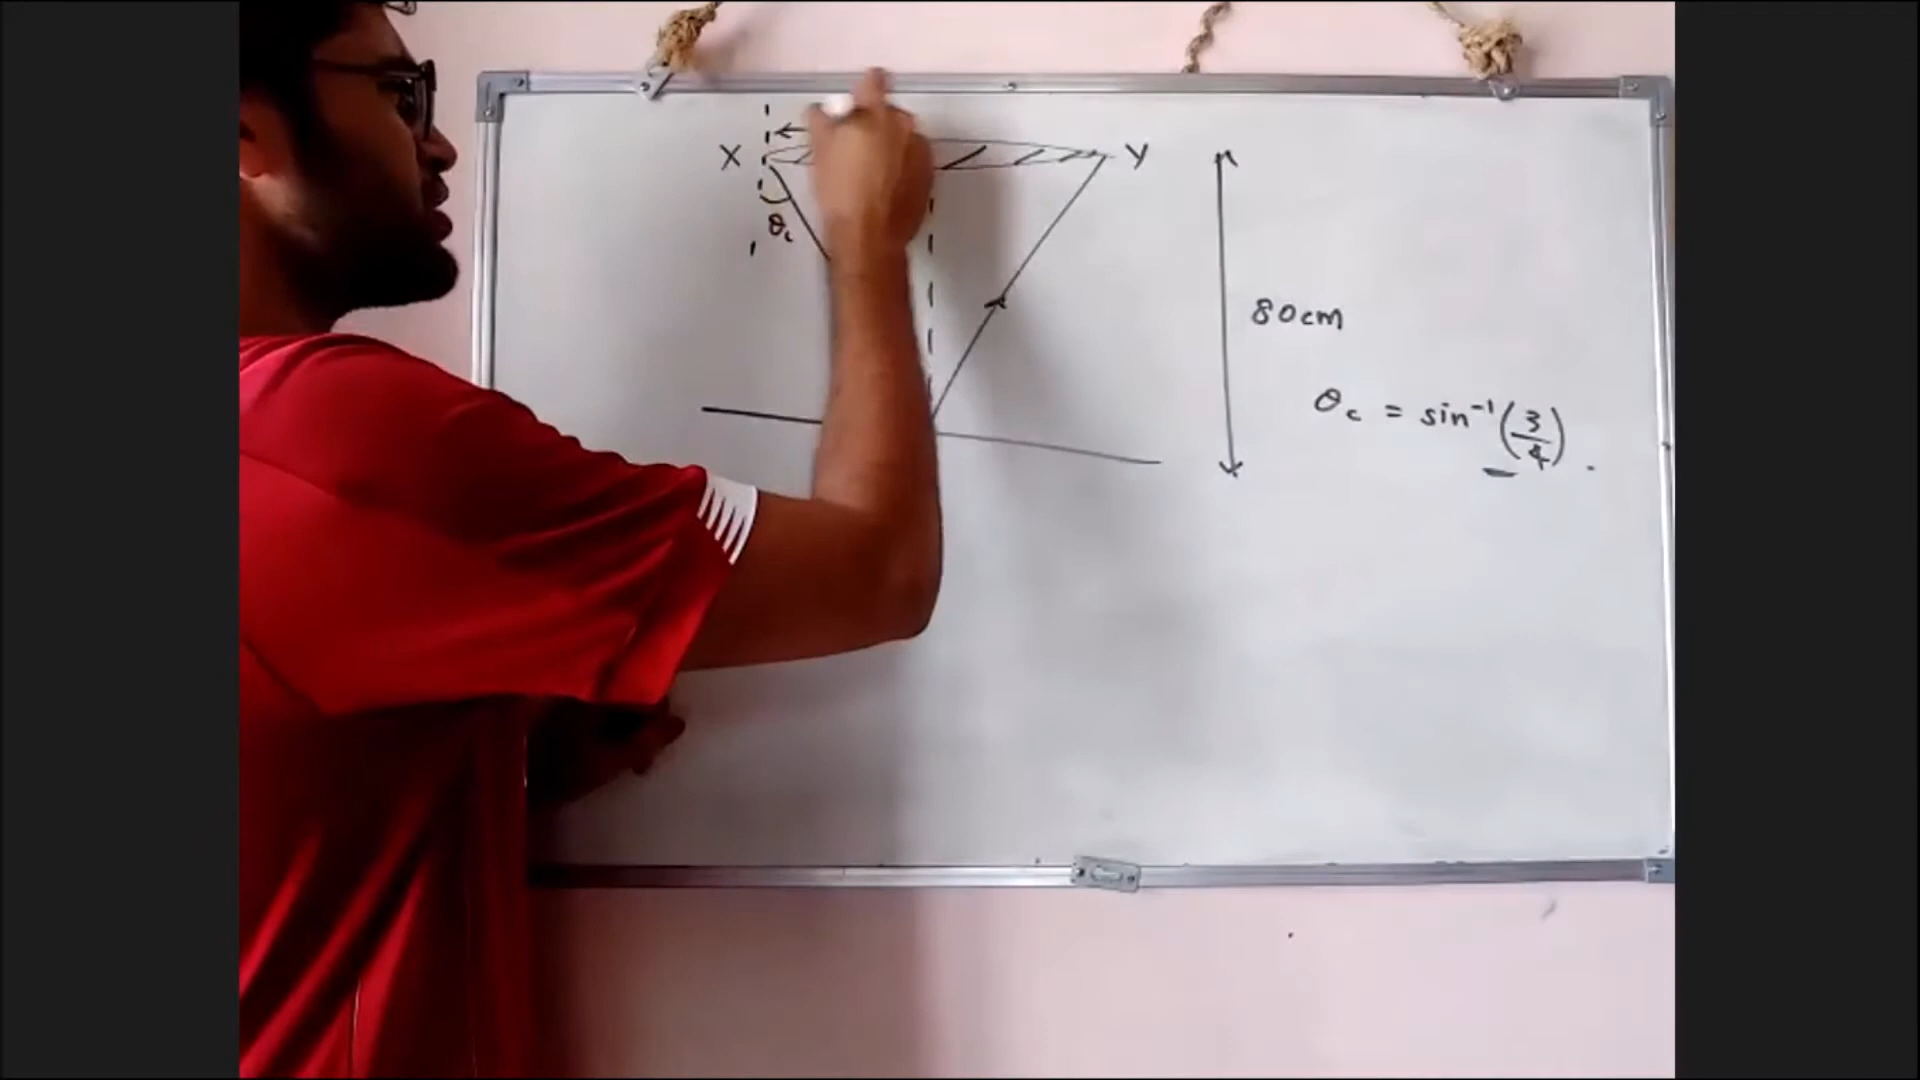 X
Y
θc
80cm
θc = sin⁻¹(3/4).